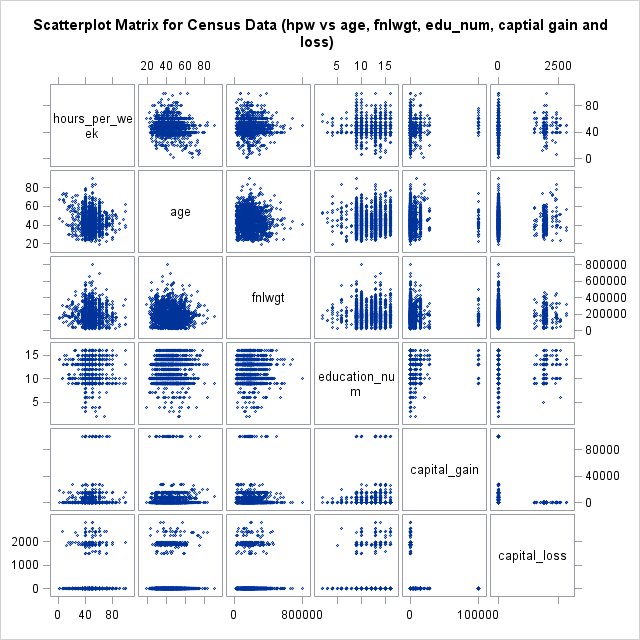 Scatterplot Matrix for Census Data (hpw vs age, fnlwgt, edu_num, captial gain and
loss)
20 40 60 80 5 10 15 0 2500
hours_per_we
ek
80
40
0
80
60
40
20
age
fnlwgt
800000
600000
400000
200000
0
15
10
5
education_nu
m
capital_gain
80000
40000
0
2000
1000
0
capital_loss
0 40 80 0 800000 0 100000